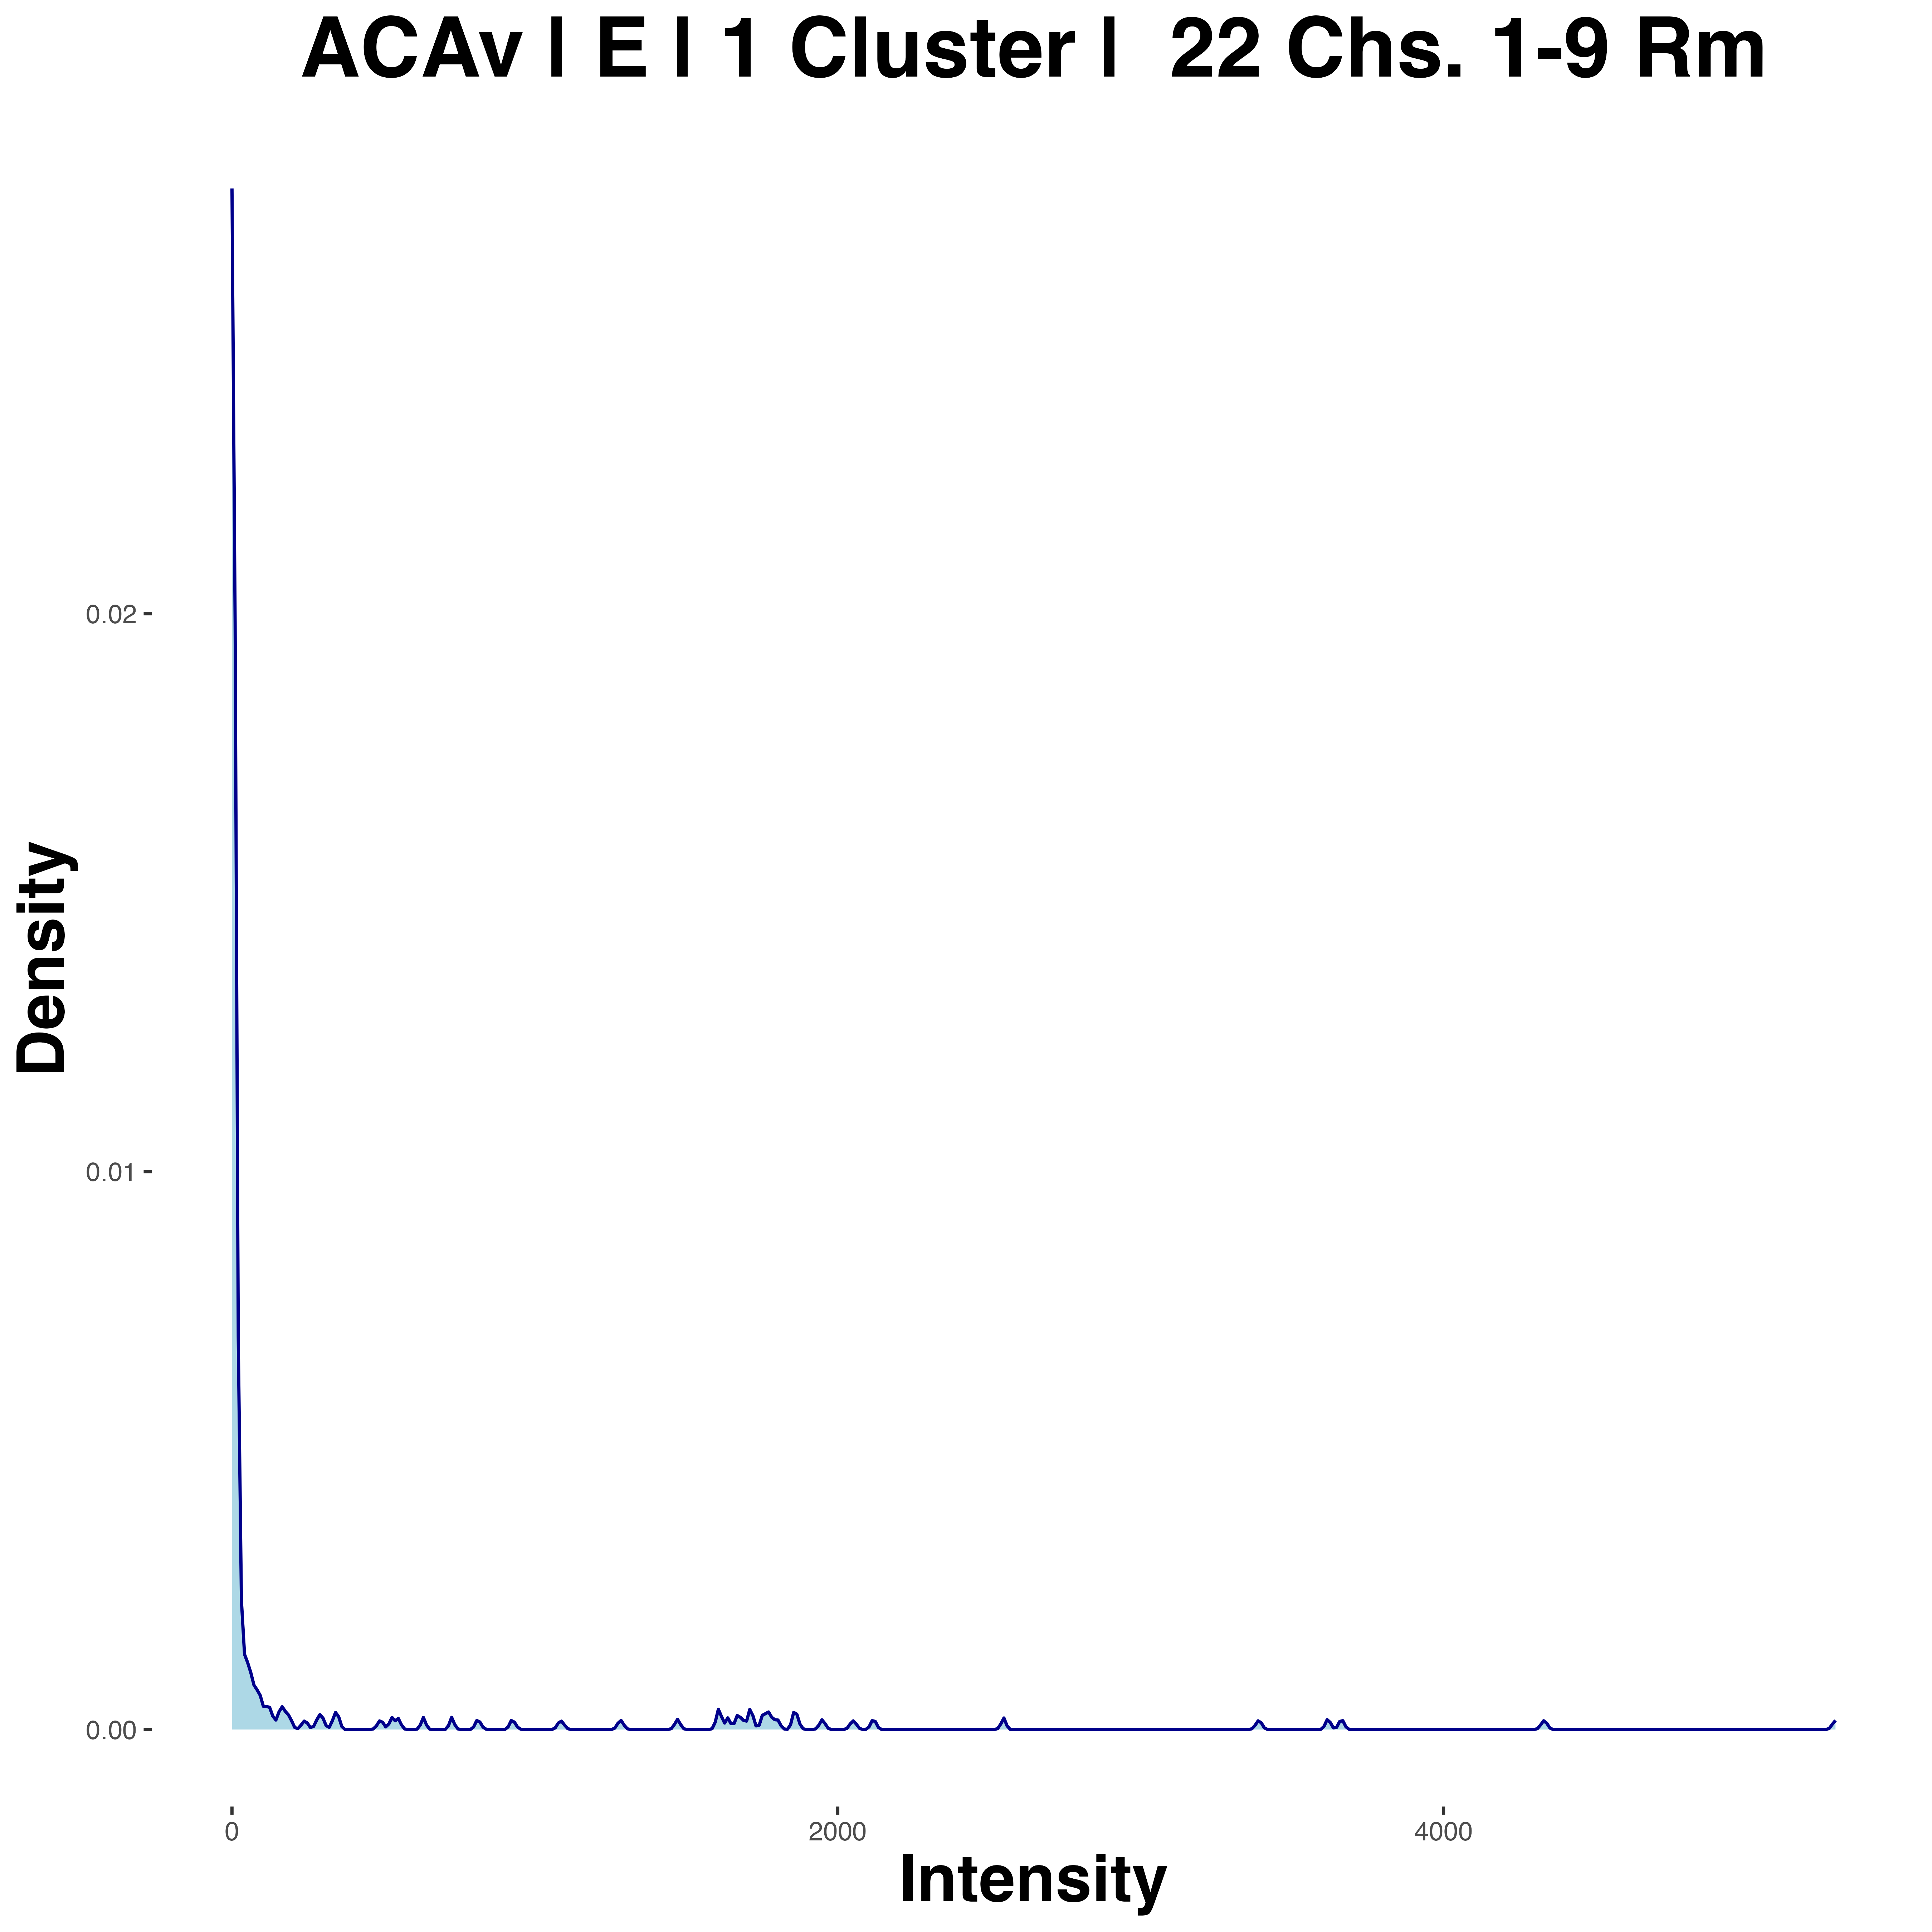 ACAv | E | 1 Cluster |  22 Chs. 1-9 Rm
Density
0.02
0.01
0.00
0
2000
4000
Intensity